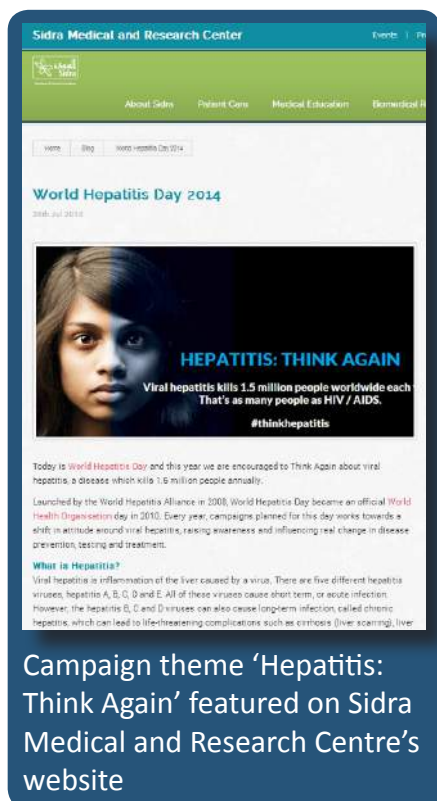 Sidra Medical and Research Center
Events | Pr
Sidra
About Sidra Patient Care Medical Education Biomedical R
Home Blog World Hepatitis Day 2014
World Hepatitis Day 2014
HEPATITIS: THINK AGAIN
Viral hepatitis kills 1.5 million people worldwide each
That's as many people as HIV / AIDS.
#thinkhepatitis
Today is World Hepatitis Day and this year we are encouraged to Think Again about viral
hepatitis, a disease which kills 1.5 million people annually.
Launched by the World Hepatitis Alliance in 2008, World Hepatitis Day became an official World
Health Organisation day in 2010. Every year, campaigns planned for this day works towards a
shift in attitude around viral hepatitis, raising awareness and influencing real change in disease
prevention, testing and treatment.
What is Hepatitis?
Viral hepatitis is inflammation of the liver caused by a virus. There are five different hepatitis
viruses, hepatitis A, B, C, D and E. All of these viruses cause short term, or acute infection.
However, the hepatitis B, C and D viruses can also cause long-term infection, called chronic
hepatitis, which can lead to life-threatening complications such as cirrhosis (liver scarring), liver
Campaign theme ‘Hepatitis:
Think Again’ featured on Sidra
Medical and Research Centre’s
website